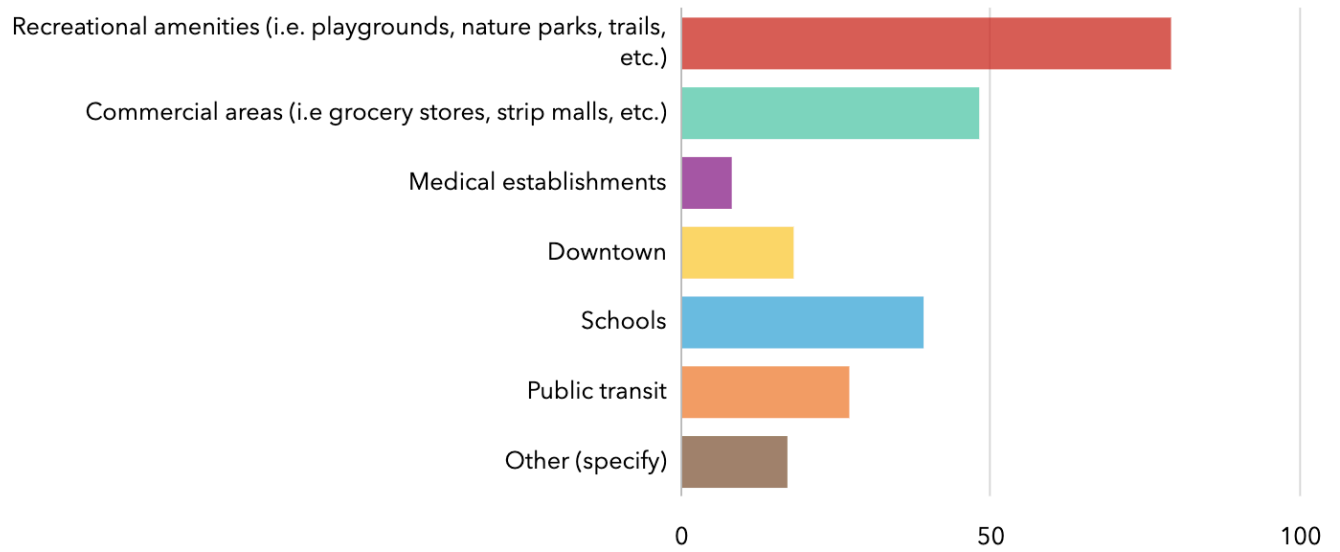 Recreational amenities (i.e. playgrounds, nature parks, trails,
etc.)
Commercial areas (i.e grocery stores, strip malls, etc.)
Medical establishments
Downtown
Schools
Public transit
Other (specify)
0 50 100